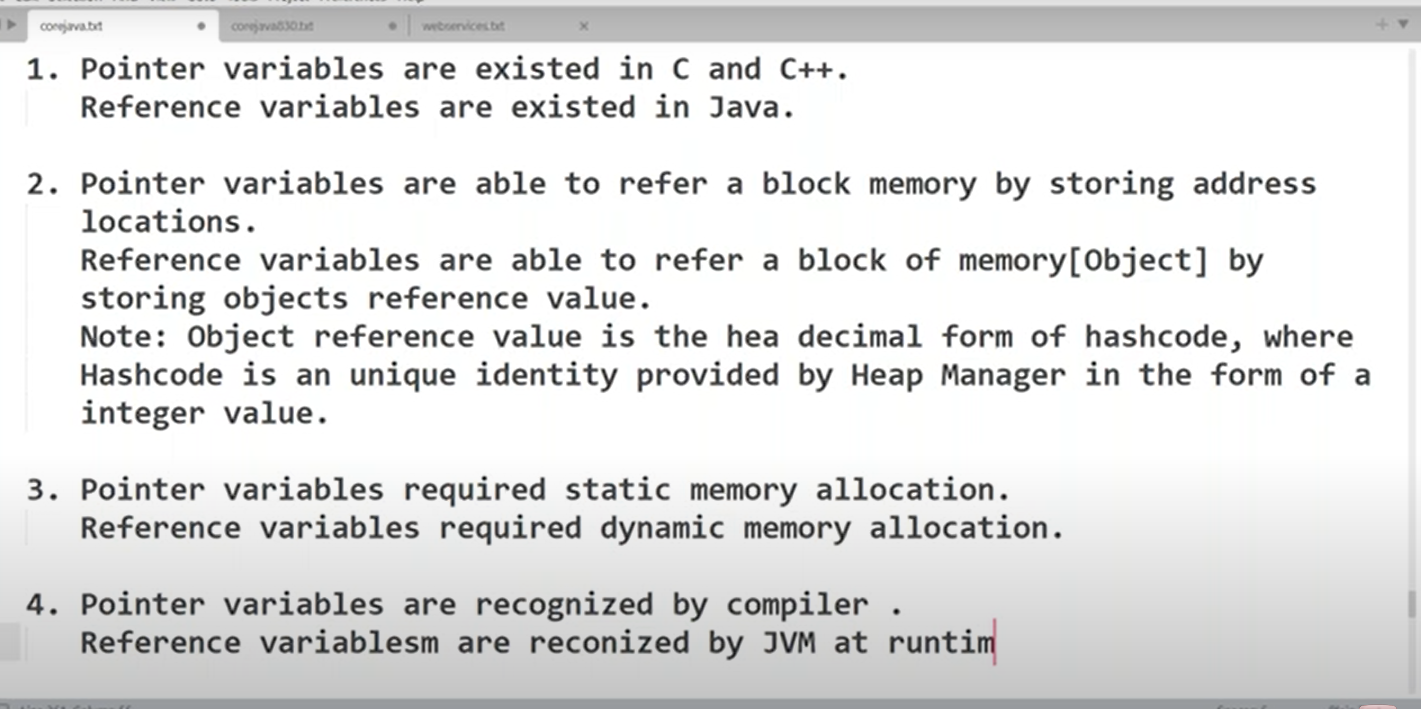 corejava.txt corejava830.txt webservices.txt
1. Pointer variables are existed in C and C++.
Reference variables are existed in Java.
2. Pointer variables are able to refer a block memory by storing address
locations.
Reference variables are able to refer a block of memory[Object] by
storing objects reference value.
Note: Object reference value is the hea decimal form of hashcode, where
Hashcode is an unique identity provided by Heap Manager in the form of a
integer value.
3. Pointer variables required static memory allocation.
Reference variables required dynamic memory allocation.
4. Pointer variables are recognized by compiler .
Reference variablesm are reconized by JVM at runtim